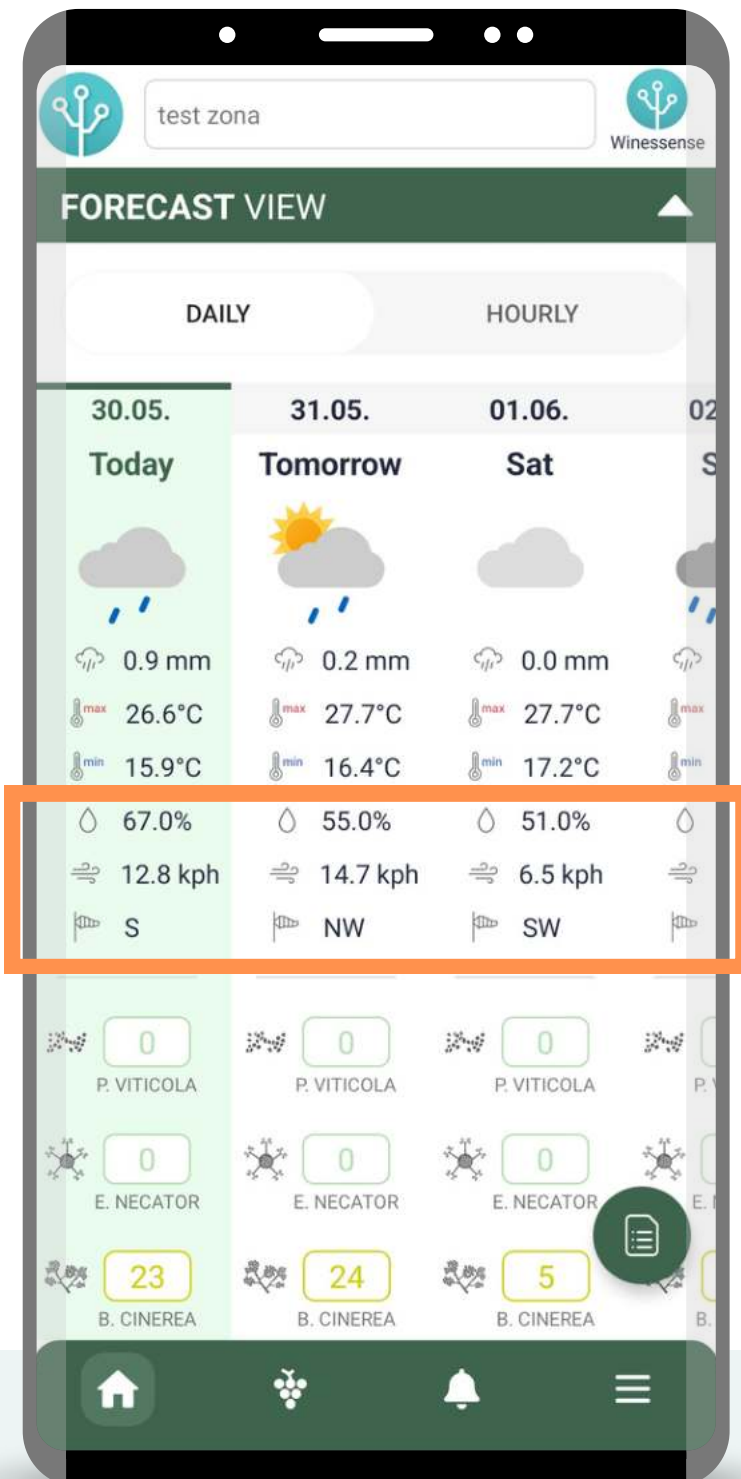 test zona
Winessense
FORECAST VIEW
DAILY HOURLY
30.05. 31.05. 01.06. 02
Today Tomorrow Sat S
0.9 mm 0.2 mm 0.0 mm
max 26.6°C max 27.7°C max 27.7°C max
min 15.9°C min 16.4°C min 17.2°C min
67.0% 55.0% 51.0%
12.8 kph 14.7 kph 6.5 kph
S NW SW
0 0 0
P. VITICOLA P. VITICOLA P. VITICOLA P.
0 0 0
E. NECATOR E. NECATOR E. NECATOR E.
23 24 5
B. CINEREA B. CINEREA B. CINEREA B.